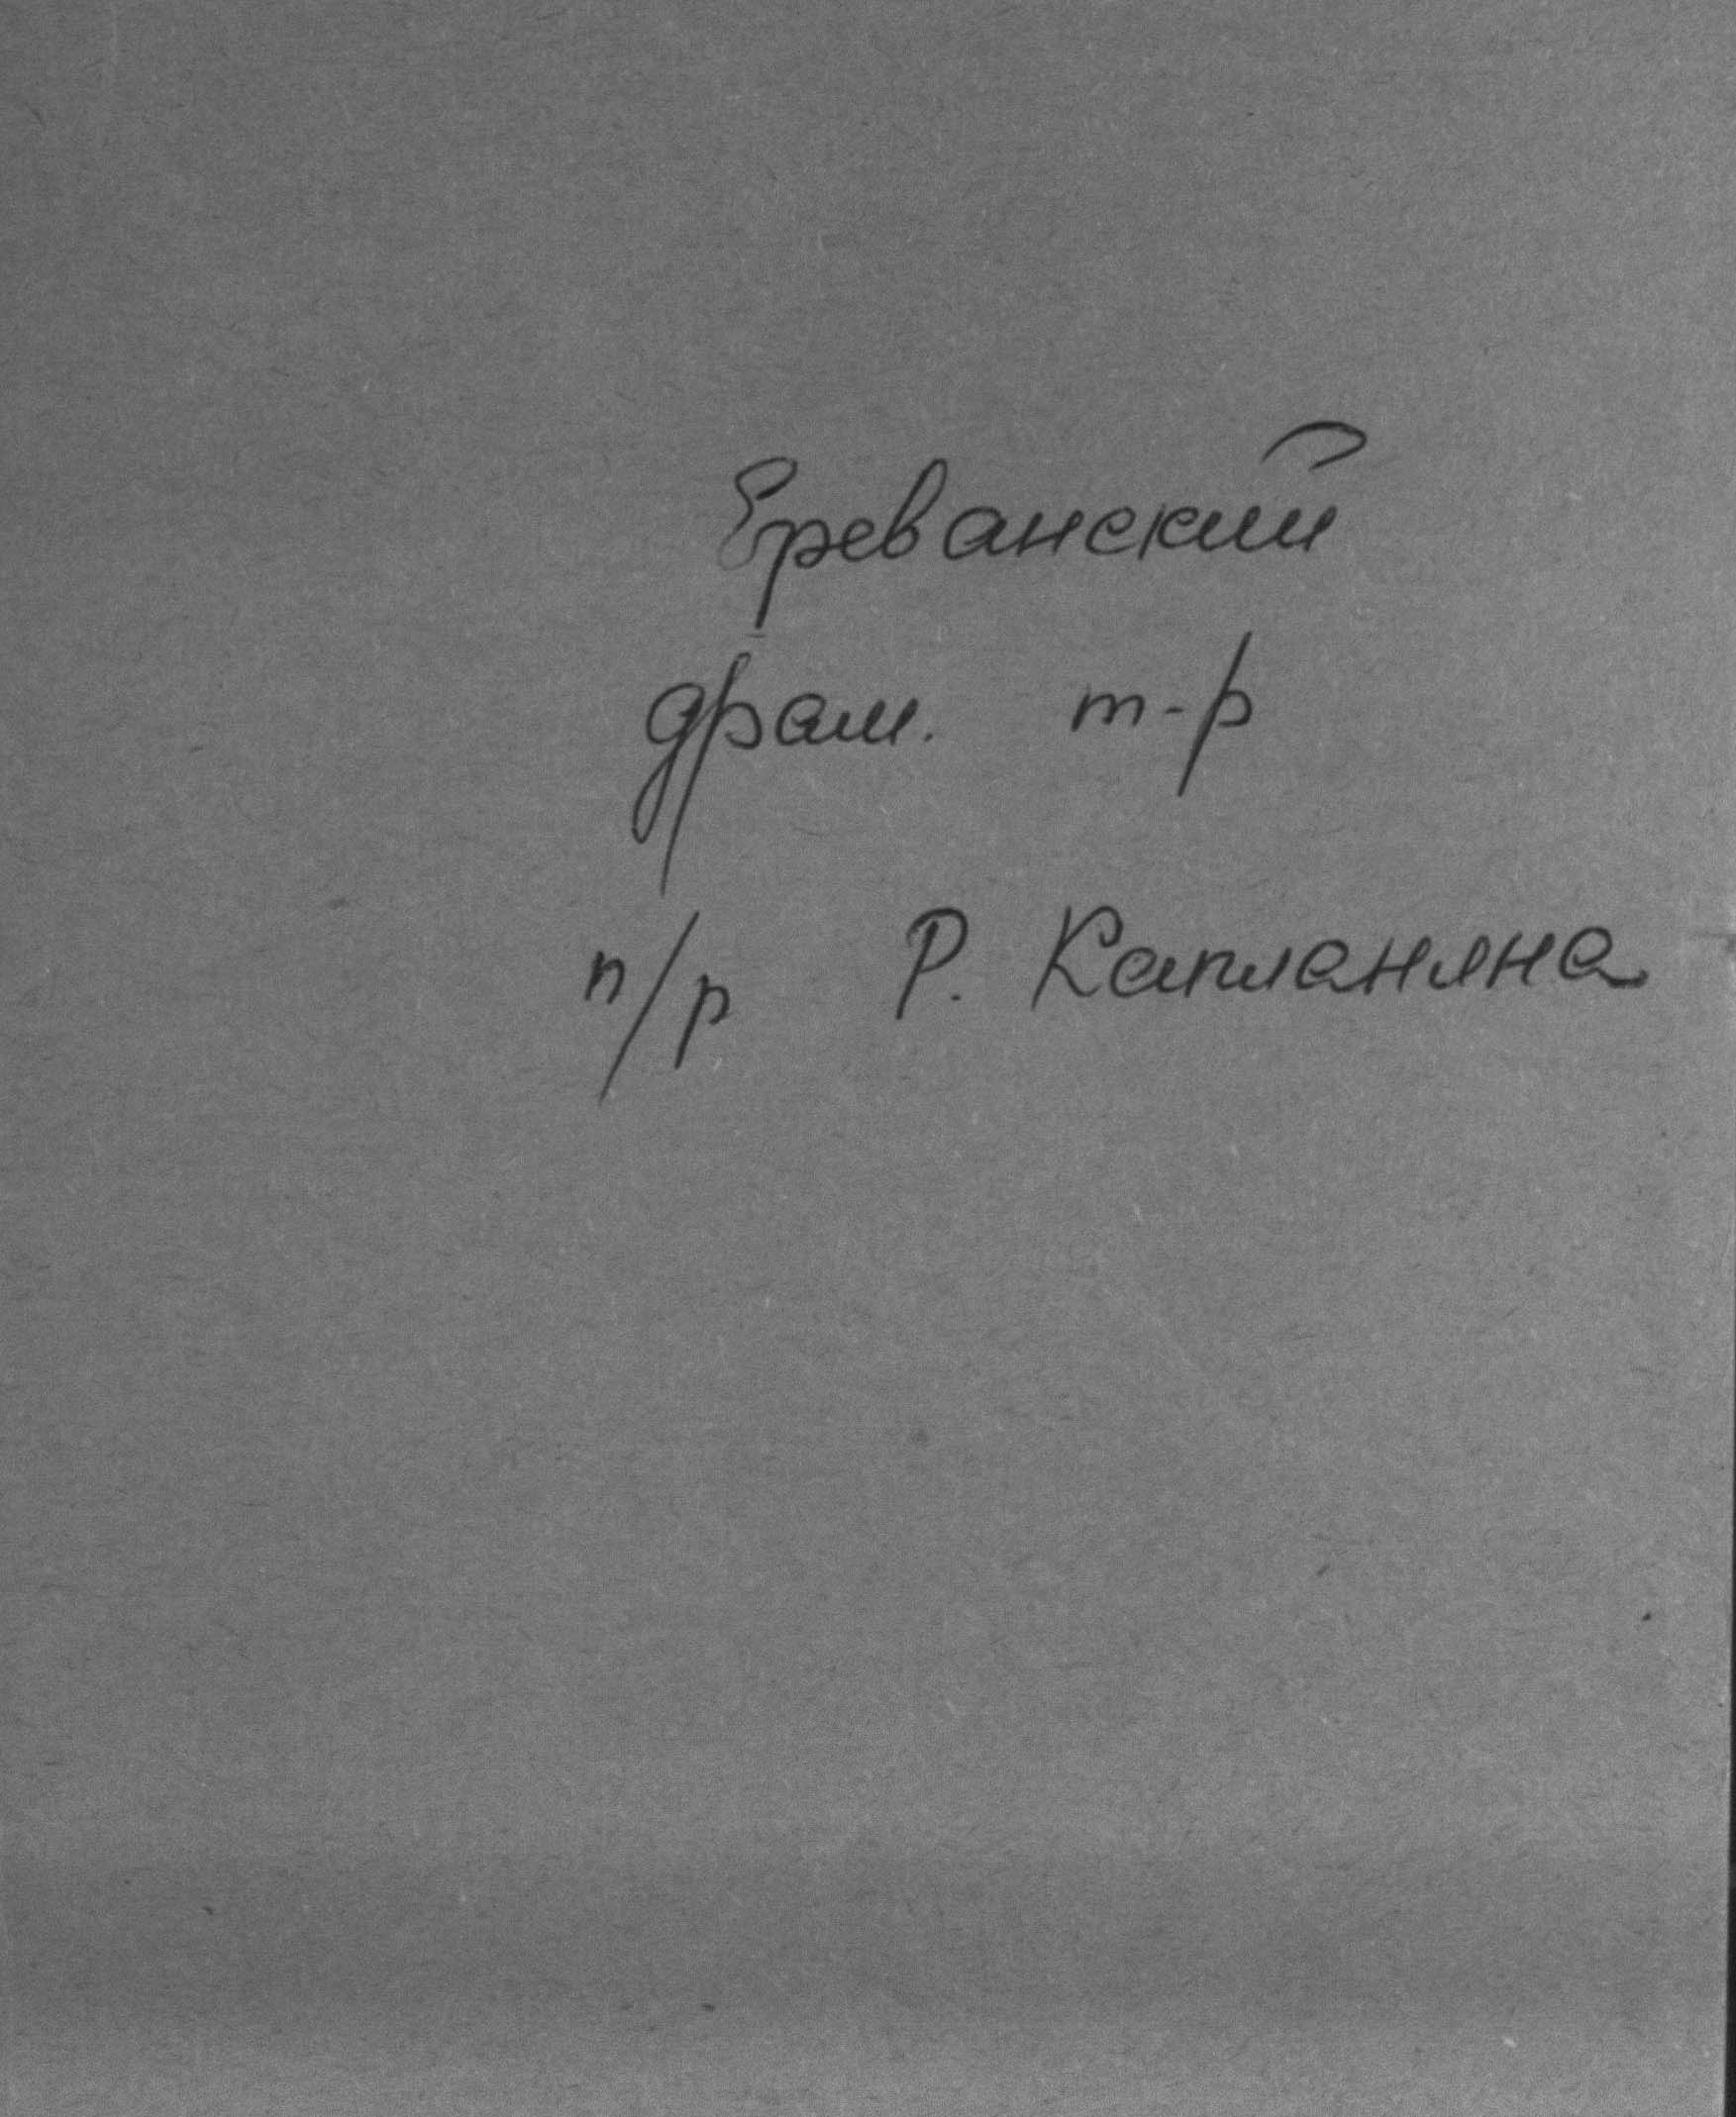 Ереванский
драм. т-р
п/р Р. Капланяна